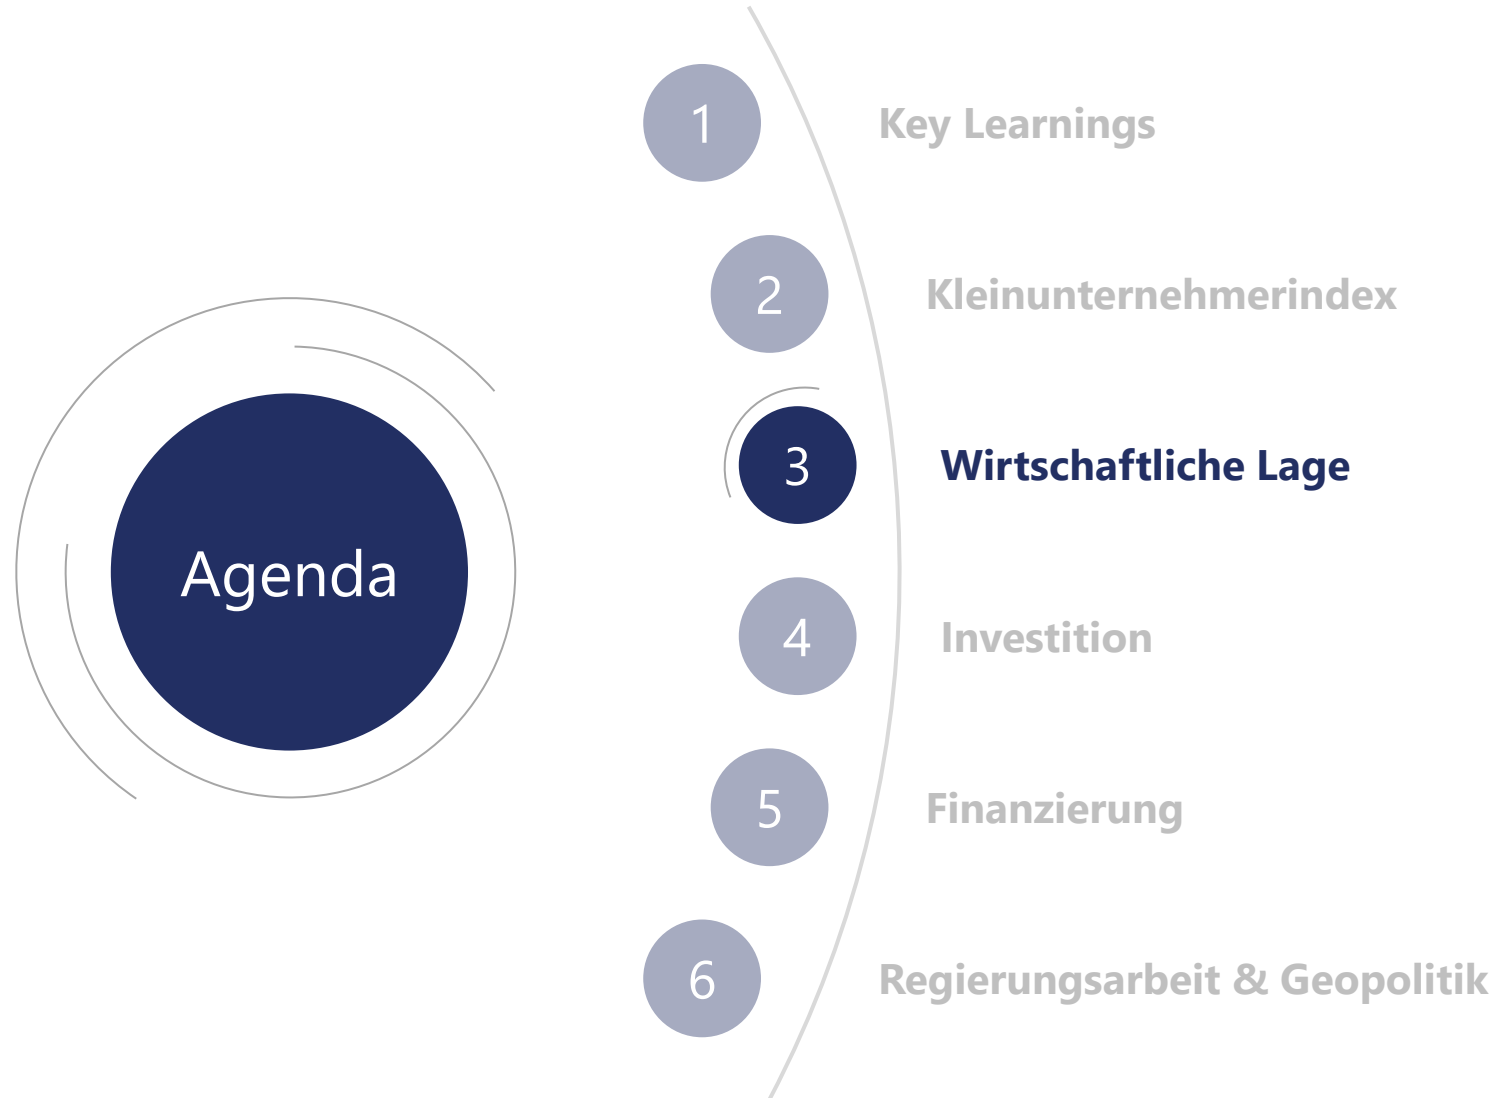 Agenda
1
Key Learnings
2
Kleinunternehmerindex
3
Wirtschaftliche Lage
4
Investition
5
Finanzierung
6
Regierungsarbeit & Geopolitik